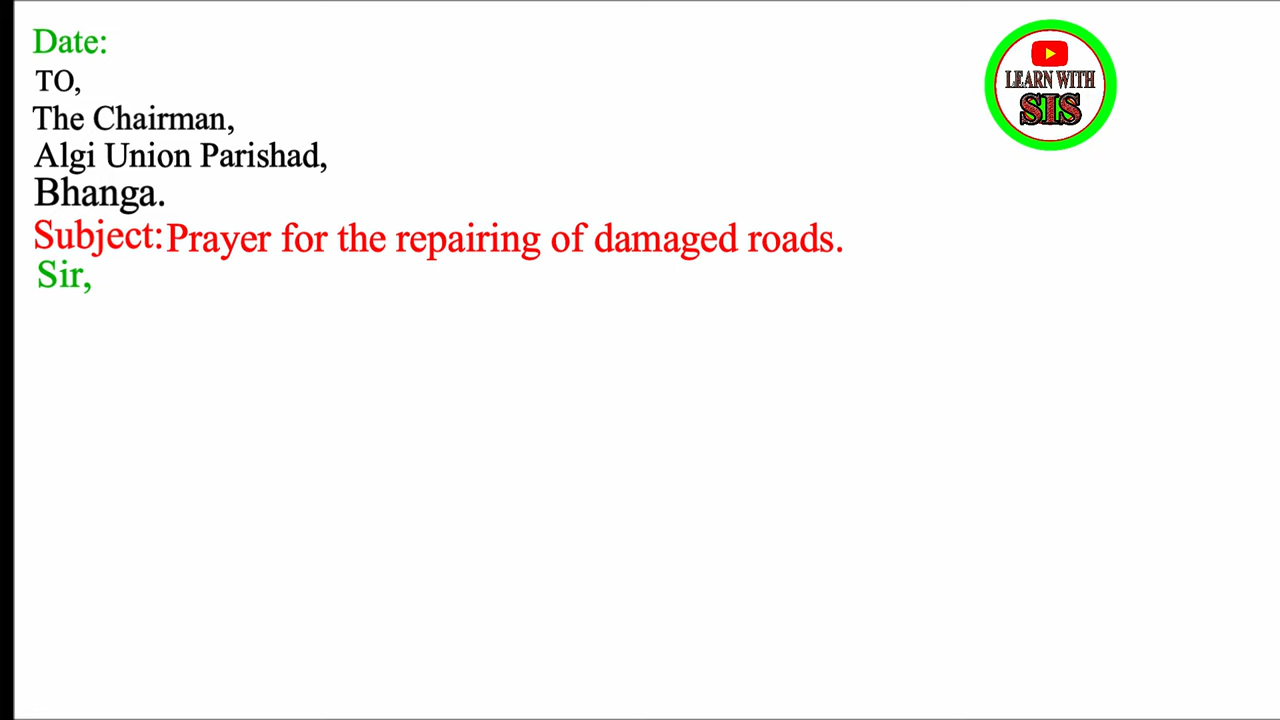 Date:
TO,
The Chairman,
Algi Union Parishad,
Bhanga.
Subject:Prayer for the repairing of damaged roads.
Sir,
LEARN WITH
SIS